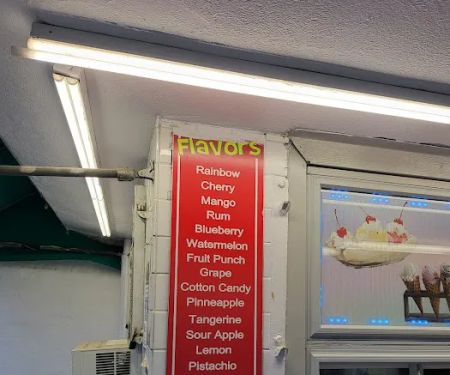 Flavors
Rainbow
Cherry
Mango
Rum
Blueberry
Watermelon
Fruit Punch
Grape
Cotton Candy
Pinneapple
Tangerine
Sour Apple
Lemon
Pistachio